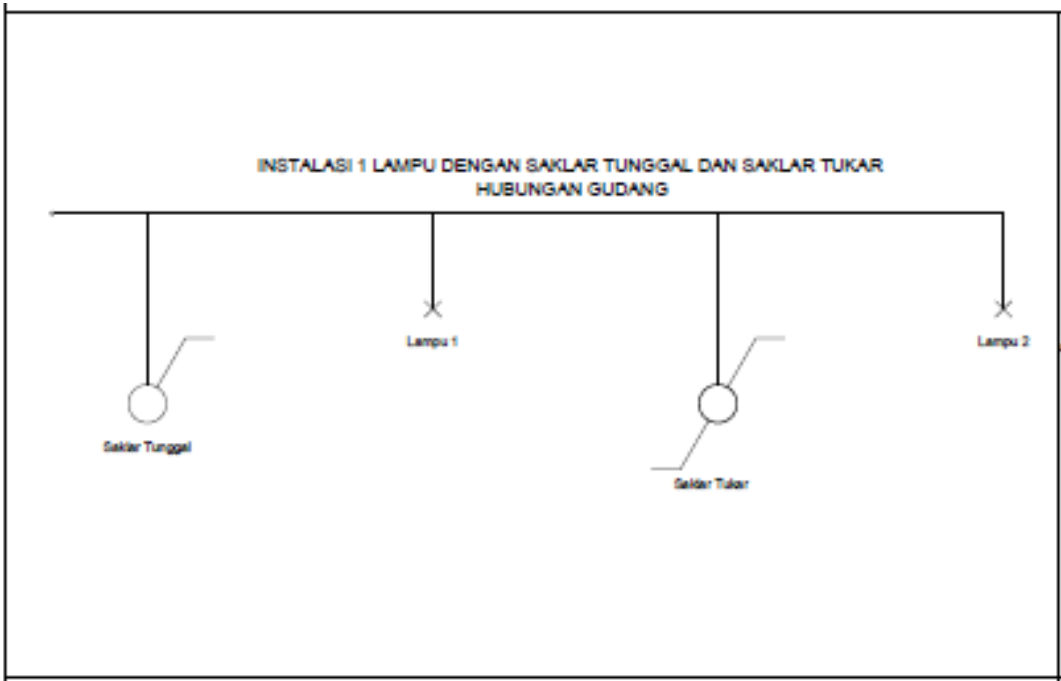 INSTALASI 1 LAMPU DENGAN SAKLAR TUNGGAL DAN SAKLAR TUKAR
HUBUNGAN GUDANG
Lampu 1
Lampu 2
Saklar Tunggal
Saklar Tukar